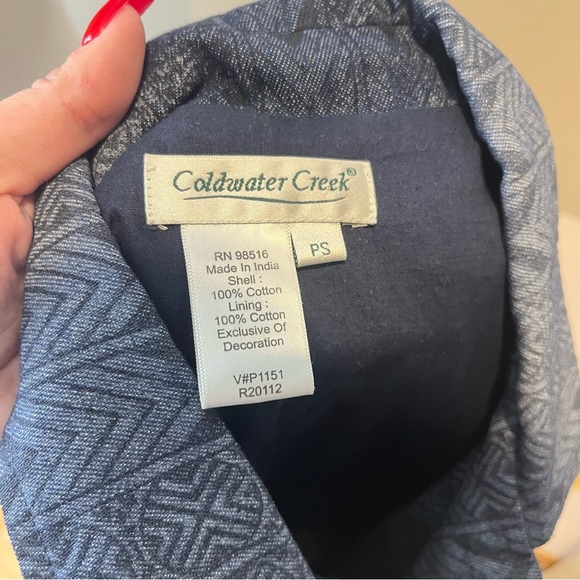 Coldwater Creek®
PS
RN 98516
Made In India
Shell :
100% Cotton
Lining :
100% Cotton
Exclusive Of
Decoration
V#P1151
R20112